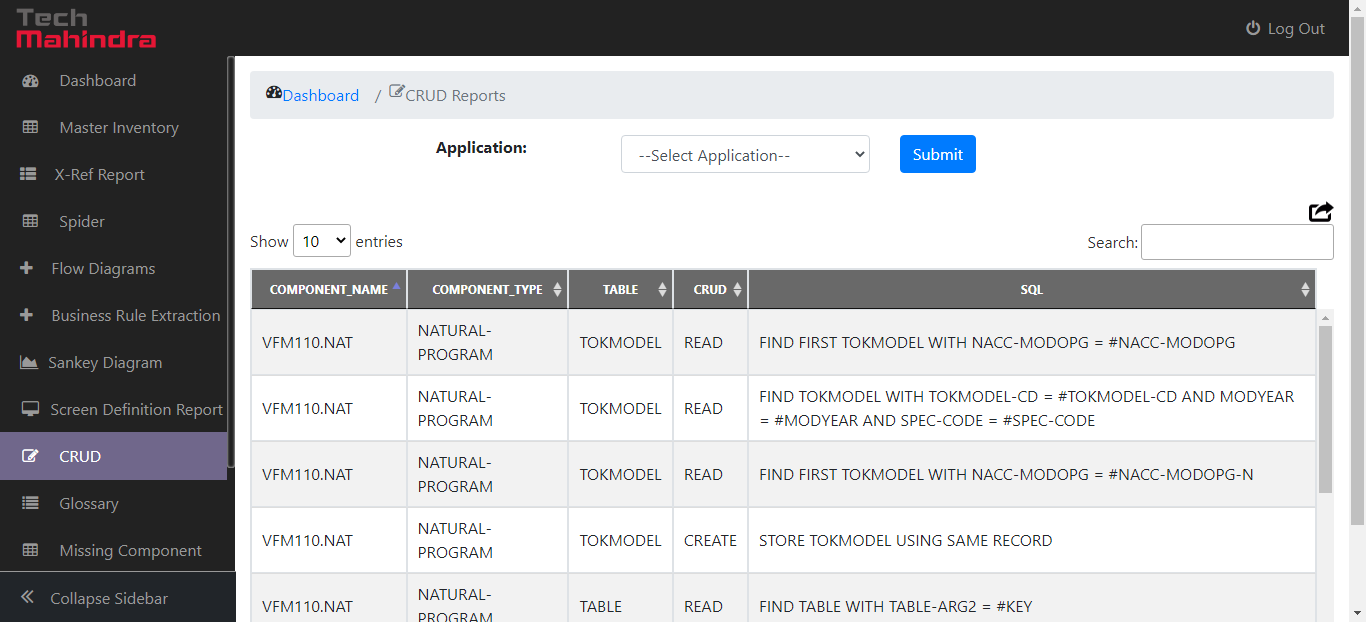 Tech
Mahindra
Log Out
Dashboard
Master Inventory
X-Ref Report
Spider
Flow Diagrams
Business Rule Extraction
Sankey Diagram
Screen Definition Report
CRUD
Glossary
Missing Component
Collapse Sidebar
Dashboard / CRUD Reports
Application: --Select Application-- Submit
Show 10 entries Search:
COMPONENT_NAME COMPONENT_TYPE TABLE CRUD SQL
VFM110.NAT NATURAL-PROGRAM TOKMODEL READ FIND FIRST TOKMODEL WITH NACC-MODOPG = #NACC-MODOPG
VFM110.NAT NATURAL-PROGRAM TOKMODEL READ FIND TOKMODEL WITH TOKMODEL-CD = #TOKMODEL-CD AND MODYEAR
= #MODYEAR AND SPEC-CODE = #SPEC-CODE
VFM110.NAT NATURAL-PROGRAM TOKMODEL READ FIND FIRST TOKMODEL WITH NACC-MODOPG = #NACC-MODOPG-N
VFM110.NAT NATURAL-PROGRAM TOKMODEL CREATE STORE TOKMODEL USING SAME RECORD
VFM110.NAT NATURAL-PROGRAM TABLE READ FIND TABLE WITH TABLE-ARG2 = #KEY